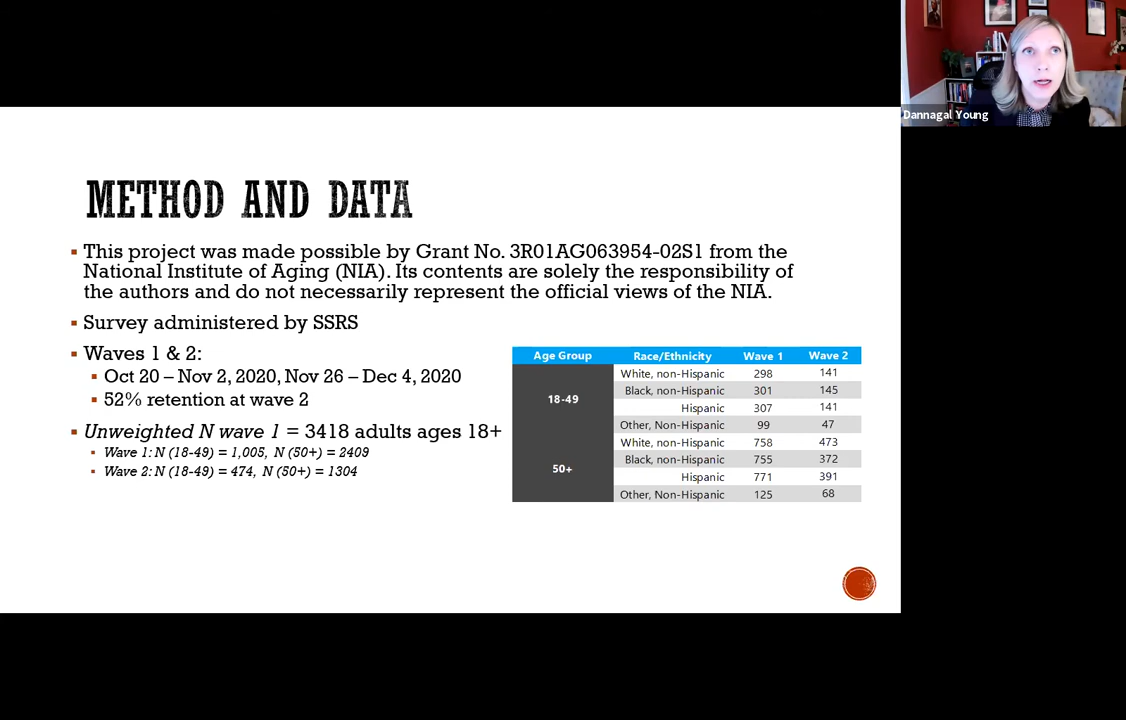 Dannagal Young
METHOD AND DATA
▪ This project was made possible by Grant No. 3R01AG063954-02S1 from the
National Institute of Aging (NIA). Its contents are solely the responsibility of
the authors and do not necessarily represent the official views of the NIA.
▪ Survey administered by SSRS
▪ Waves 1 & 2:
▪ Oct 20 – Nov 2, 2020, Nov 26 – Dec 4, 2020
▪ 52% retention at wave 2
▪ Unweighted N wave 1 = 3418 adults ages 18+
▪ Wave 1: N (18-49) = 1,005, N (50+) = 2409
▪ Wave 2: N (18-49) = 474, N (50+) = 1304
Age Group Race/Ethnicity Wave 1 Wave 2
18-49
White, non-Hispanic 298 141
Black, non-Hispanic 301 145
Hispanic 307 141
Other, Non-Hispanic 99 47
50+
White, non-Hispanic 758 473
Black, non-Hispanic 755 372
Hispanic 771 391
Other, Non-Hispanic 125 68